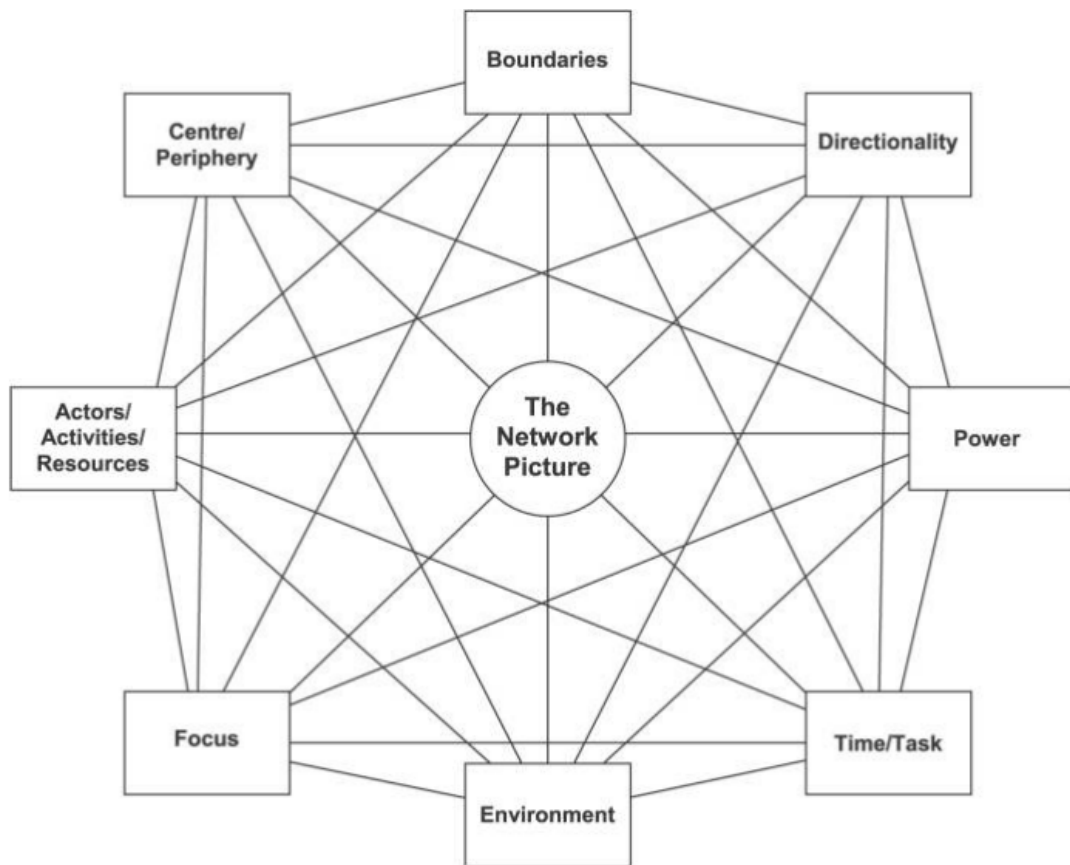 Boundaries
Centre/
Periphery
Directionality
Actors/
Activities/
Resources
The
Network
Picture
Power
Focus
Time/Task
Environment